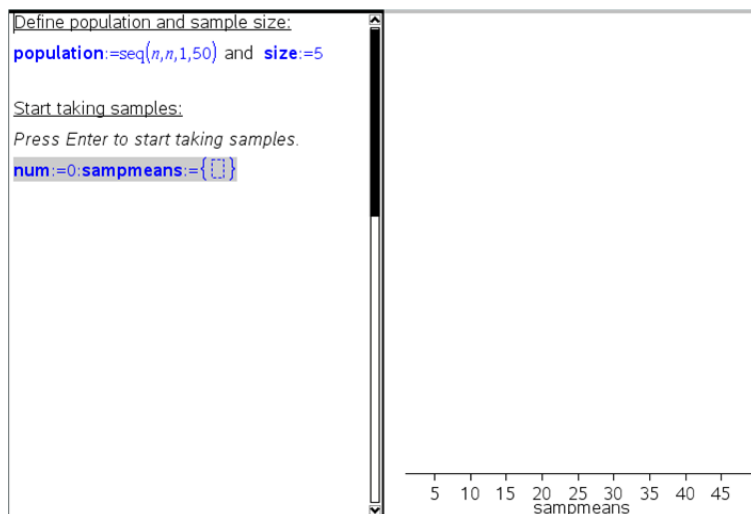 Define population and sample size:
population:=seq(n,n,1,50) and size:=5
Start taking samples:
Press Enter to start taking samples.
num:=0:sampmeans:={▯}
5 10 15 20 25 30 35 40 45
sampmeans